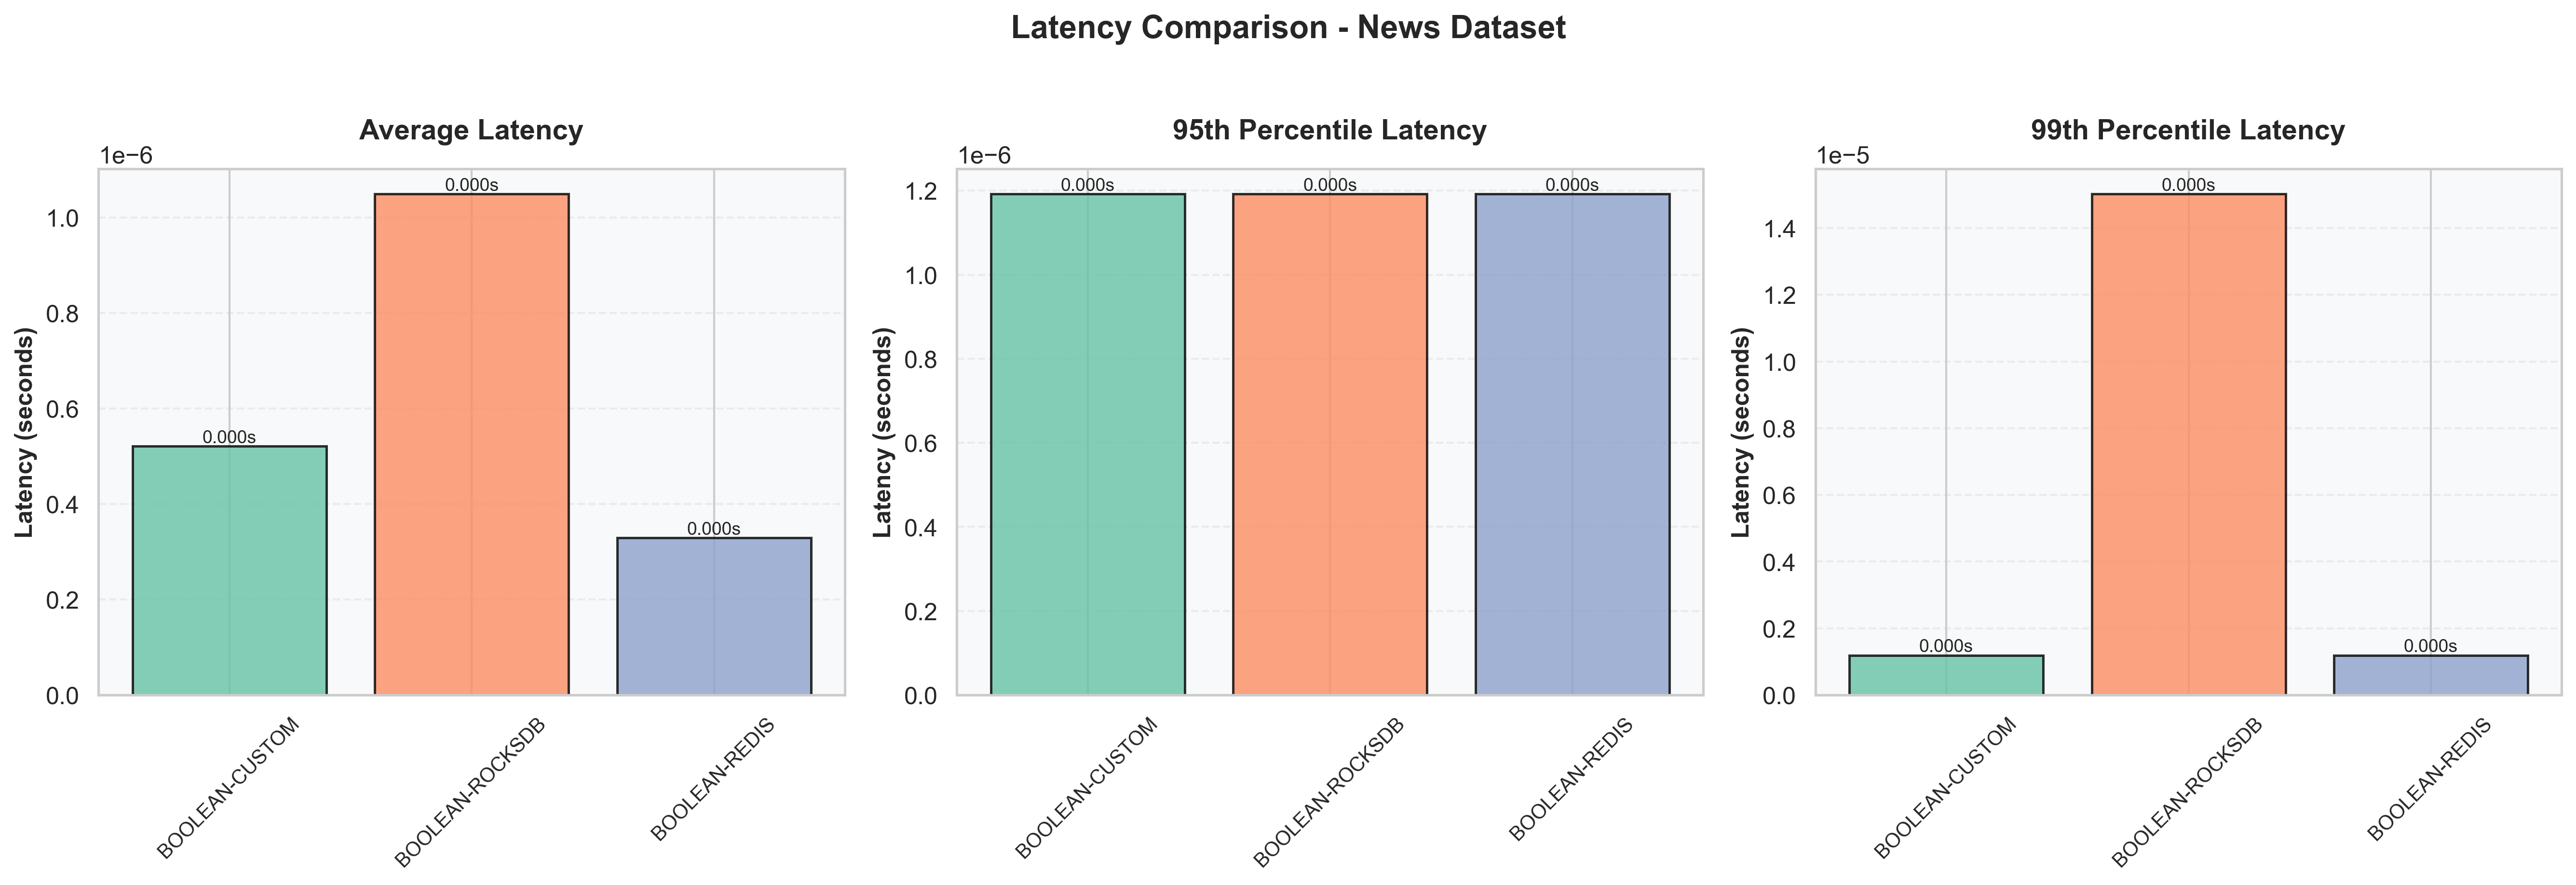 Latency Comparison - News Dataset
Average Latency
1e−6
Latency (seconds)
1.0
0.8
0.6
0.4
0.2
0.0
0.000s
0.000s
0.000s
BOOLEAN-CUSTOM
BOOLEAN-ROCKSDB
BOOLEAN-REDIS
95th Percentile Latency
1e−6
Latency (seconds)
1.2
1.0
0.8
0.6
0.4
0.2
0.0
0.000s
0.000s
0.000s
BOOLEAN-CUSTOM
BOOLEAN-ROCKSDB
BOOLEAN-REDIS
99th Percentile Latency
1e−5
Latency (seconds)
1.4
1.2
1.0
0.8
0.6
0.4
0.2
0.0
0.000s
0.000s
0.000s
BOOLEAN-CUSTOM
BOOLEAN-ROCKSDB
BOOLEAN-REDIS